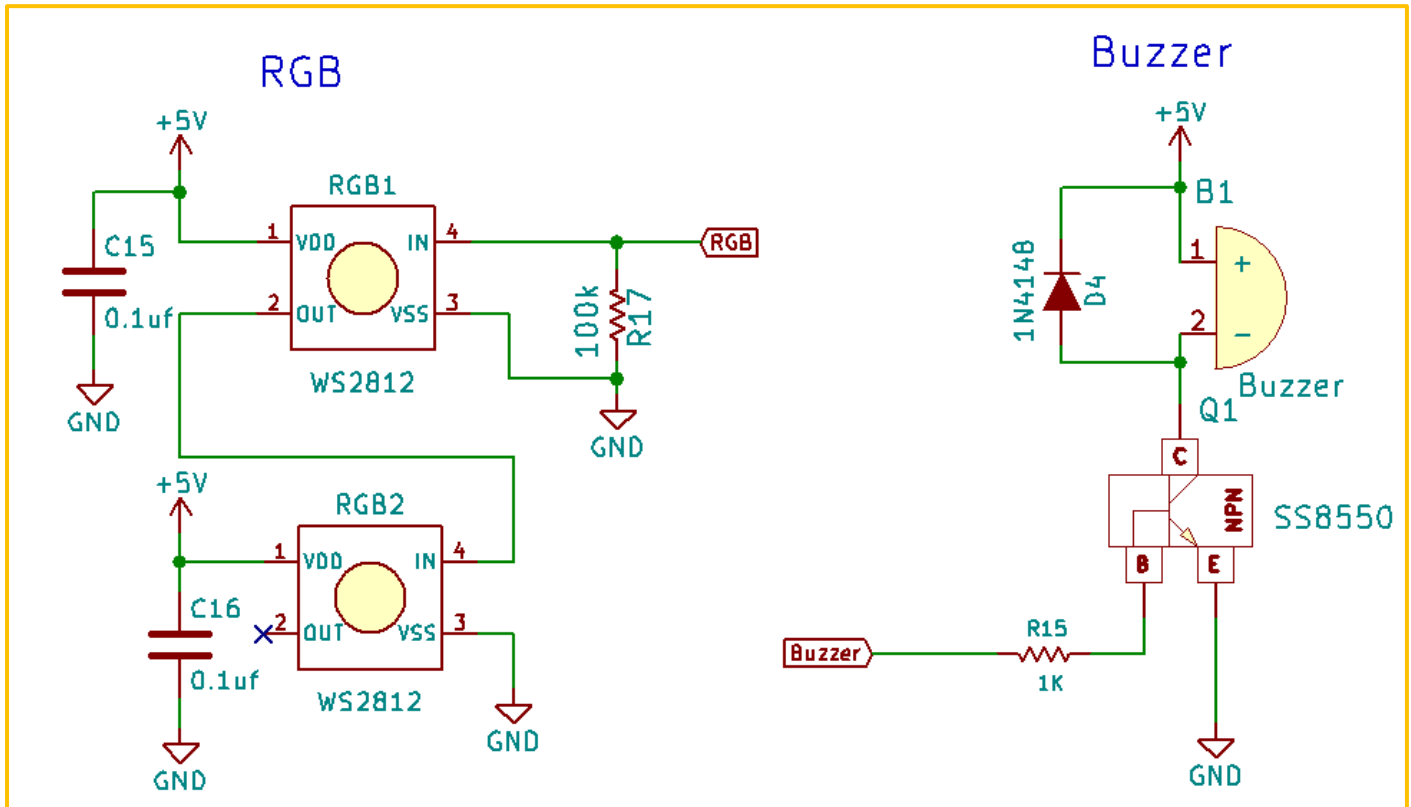 RGB
+5V
RGB1
1
VDD
IN
4
RGB
C15
0.1uf
2
OUT
VSS
3
100k
R17
WS2812
GND
GND
+5V
RGB2
1
VDD
IN
4
C16
0.1uf
2
OUT
VSS
3
WS2812
GND
GND
Buzzer
+5V
B1
1
+
1N4148
D4
2
-
Buzzer
Q1
C
NPN
SS8550
B
E
Buzzer
R15
1K
GND